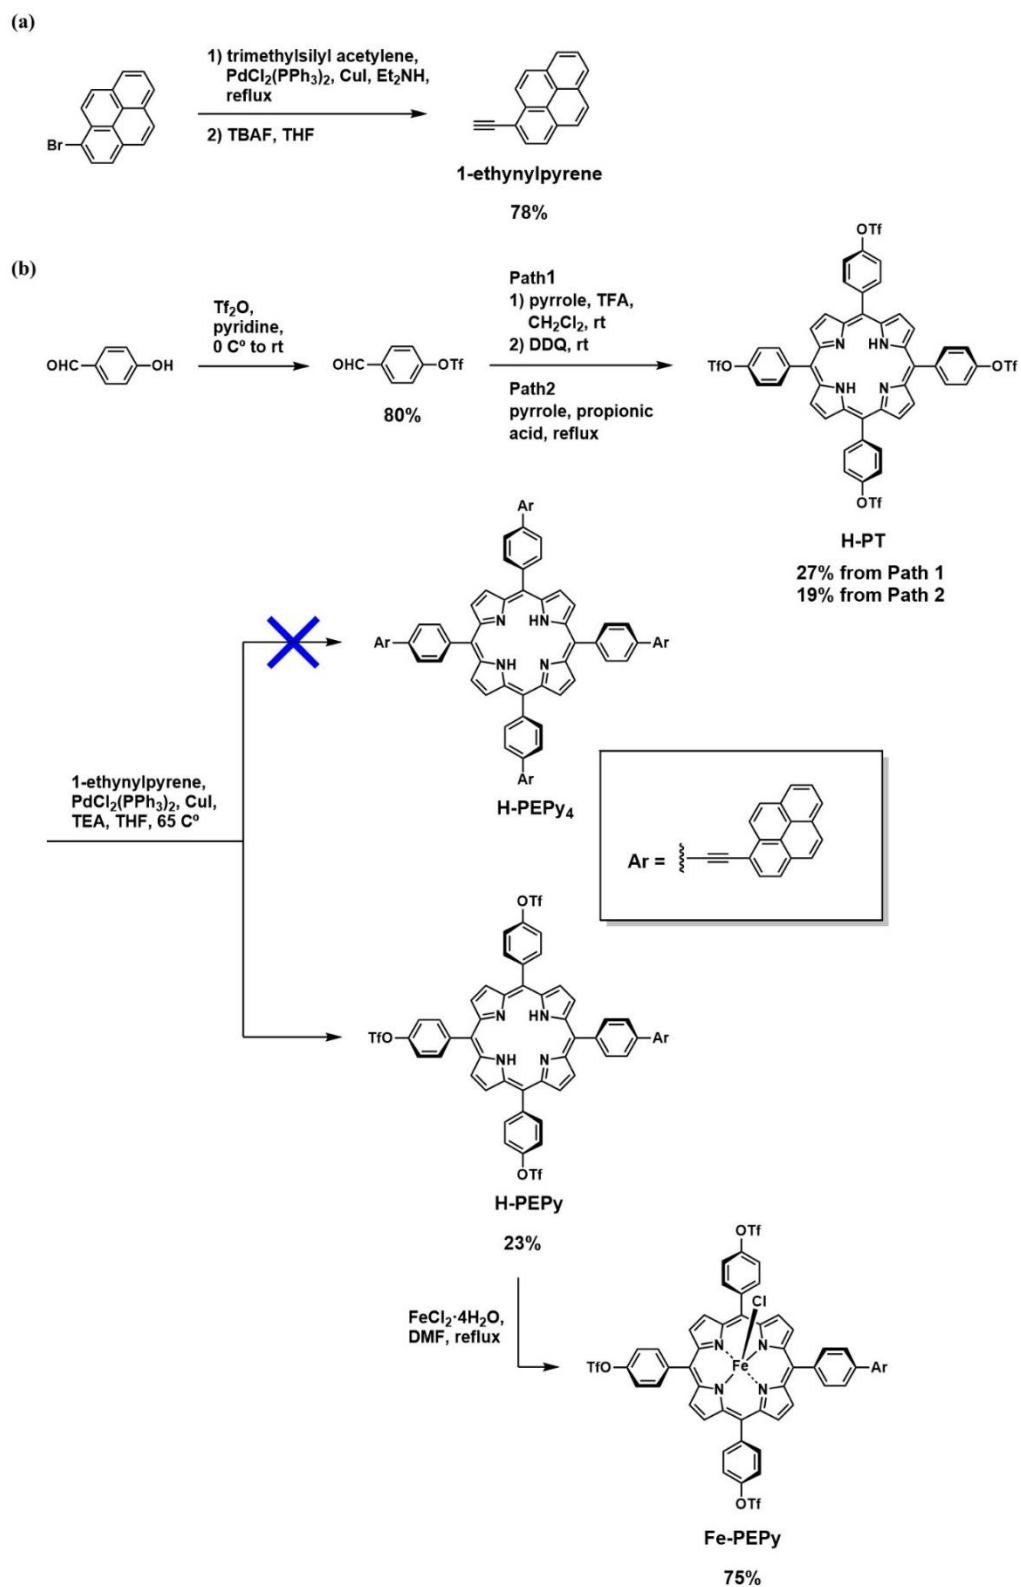 (a)
1) trimethylsilyl acetylene,
PdCl2(PPh3)2, CuI, Et2NH,
reflux
2) TBAF, THF
Br
1-ethynylpyrene
78%
(b)
OHC
OH
Tf2O,
pyridine,
0 Cº to rt
OHC
OTf
80%
Path1
1) pyrrole, TFA,
CH2Cl2, rt
2) DDQ, rt
Path2
pyrrole, propionic
acid, reflux
OTf
N
HN
TfO
OTf
NH
N
OTf
H-PT
27% from Path 1
19% from Path 2
1-ethynylpyrene,
PdCl2(PPh3)2, CuI,
TEA, THF, 65 Cº
Ar
N
HN
Ar
Ar
NH
N
Ar
H-PEPy4
Ar =
OTf
N
HN
TfO
Ar
NH
N
OTf
H-PEPy
23%
FeCl2·4H2O,
DMF, reflux
OTf
Cl
N
N
TfO
Fe
Ar
N
N
OTf
Fe-PEPy
75%